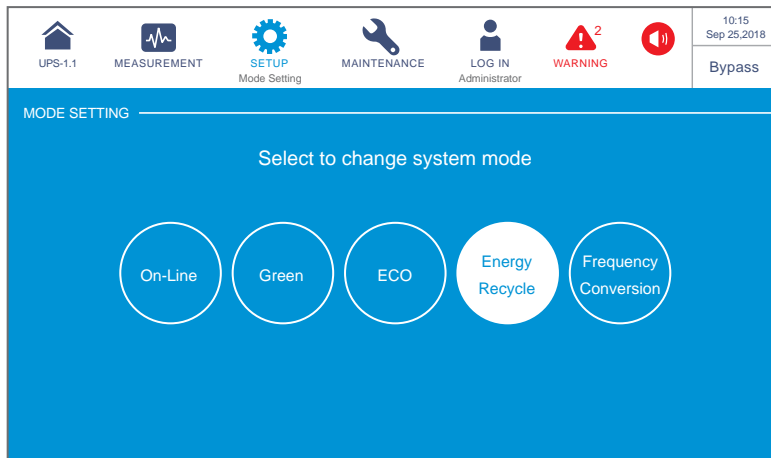 UPS-1.1
MEASUREMENT
SETUP
Mode Setting
MAINTENANCE
LOG IN
Administrator
2
WARNING
10:15
Sep 25,2018
Bypass
MODE SETTING
Select to change system mode
On-Line
Green
ECO
Energy
Recycle
Frequency
Conversion